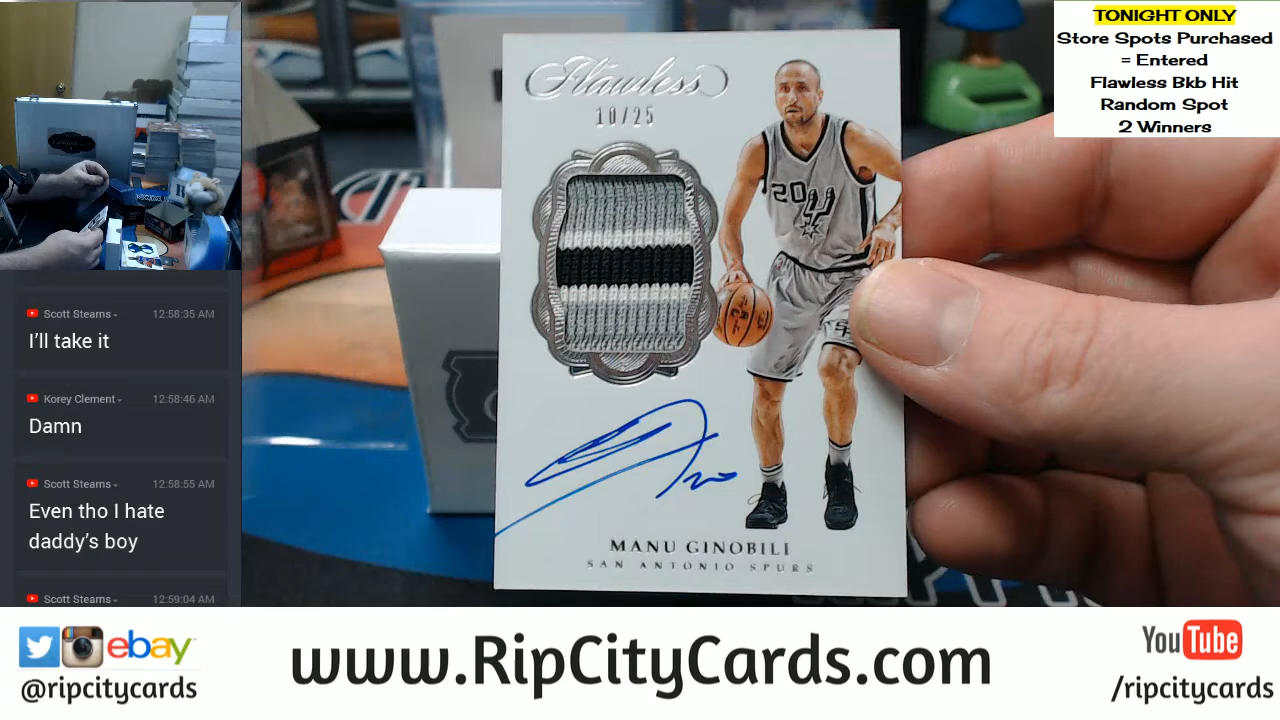 TONIGHT ONLY
Store Spots Purchased
= Entered
Flawless Bkb Hit
Random Spot
2 Winners
Flawless
10/25
20
MANU GINOBILI
SAN ANTONIO SPURS
Scott Stearns
12:58:35 AM
I'll take it
Korey Clement
12:58:46 AM
Damn
Scott Stearns
12:58:55 AM
Even tho I hate
daddy's boy
Scott Stearns
12:59:04 AM
ebay
@ripcitycards
www.RipCityCards.com
YouTube
/ripcitycards